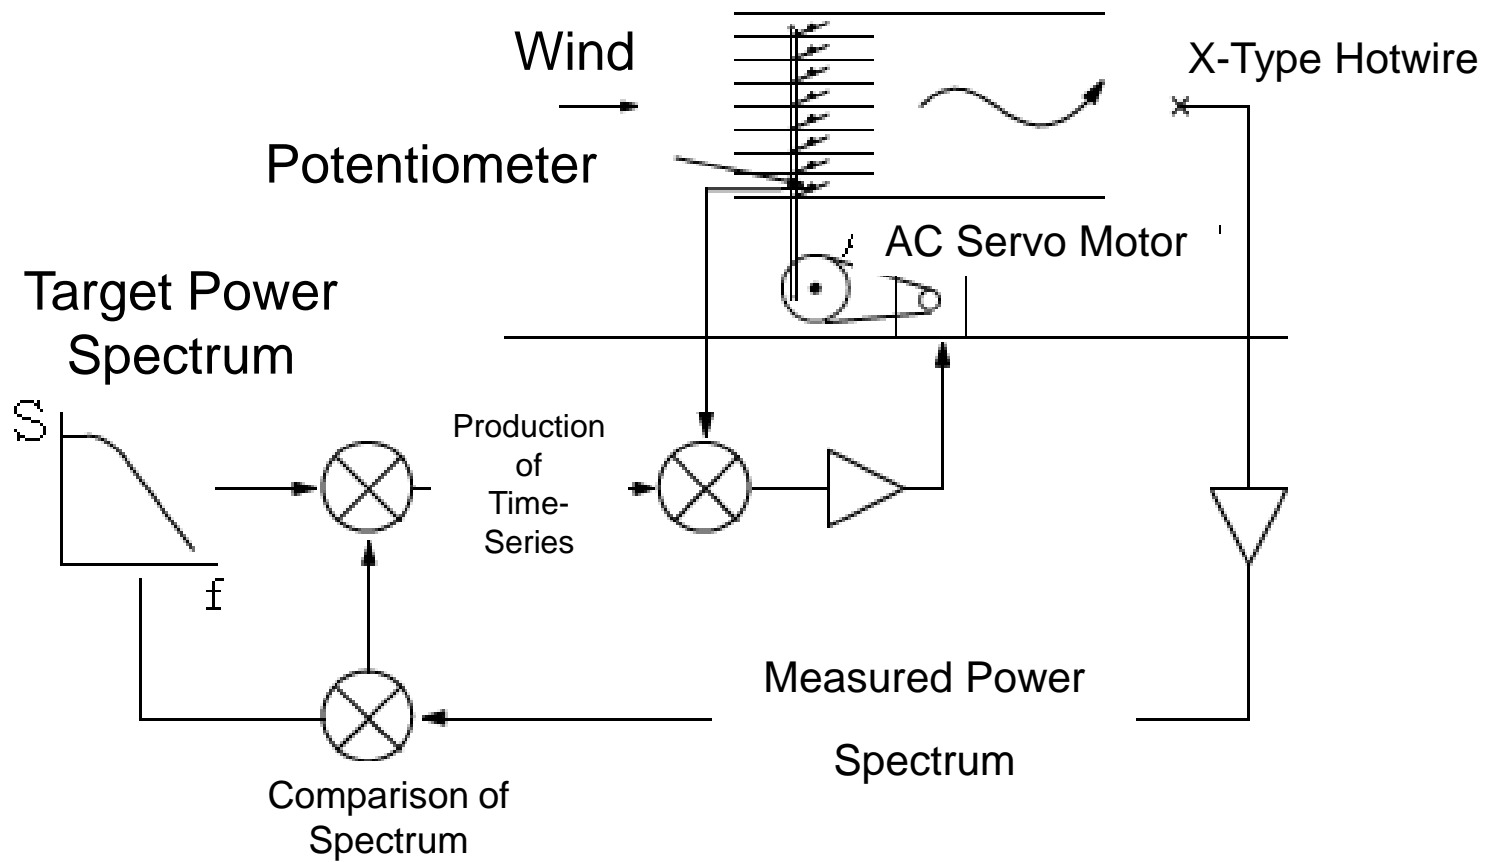 Wind
X-Type Hotwire
Potentiometer
AC Servo Motor
Target Power
Spectrum
S
f
Production
of
Time-
Series
Measured Power
Spectrum
Comparison of
Spectrum